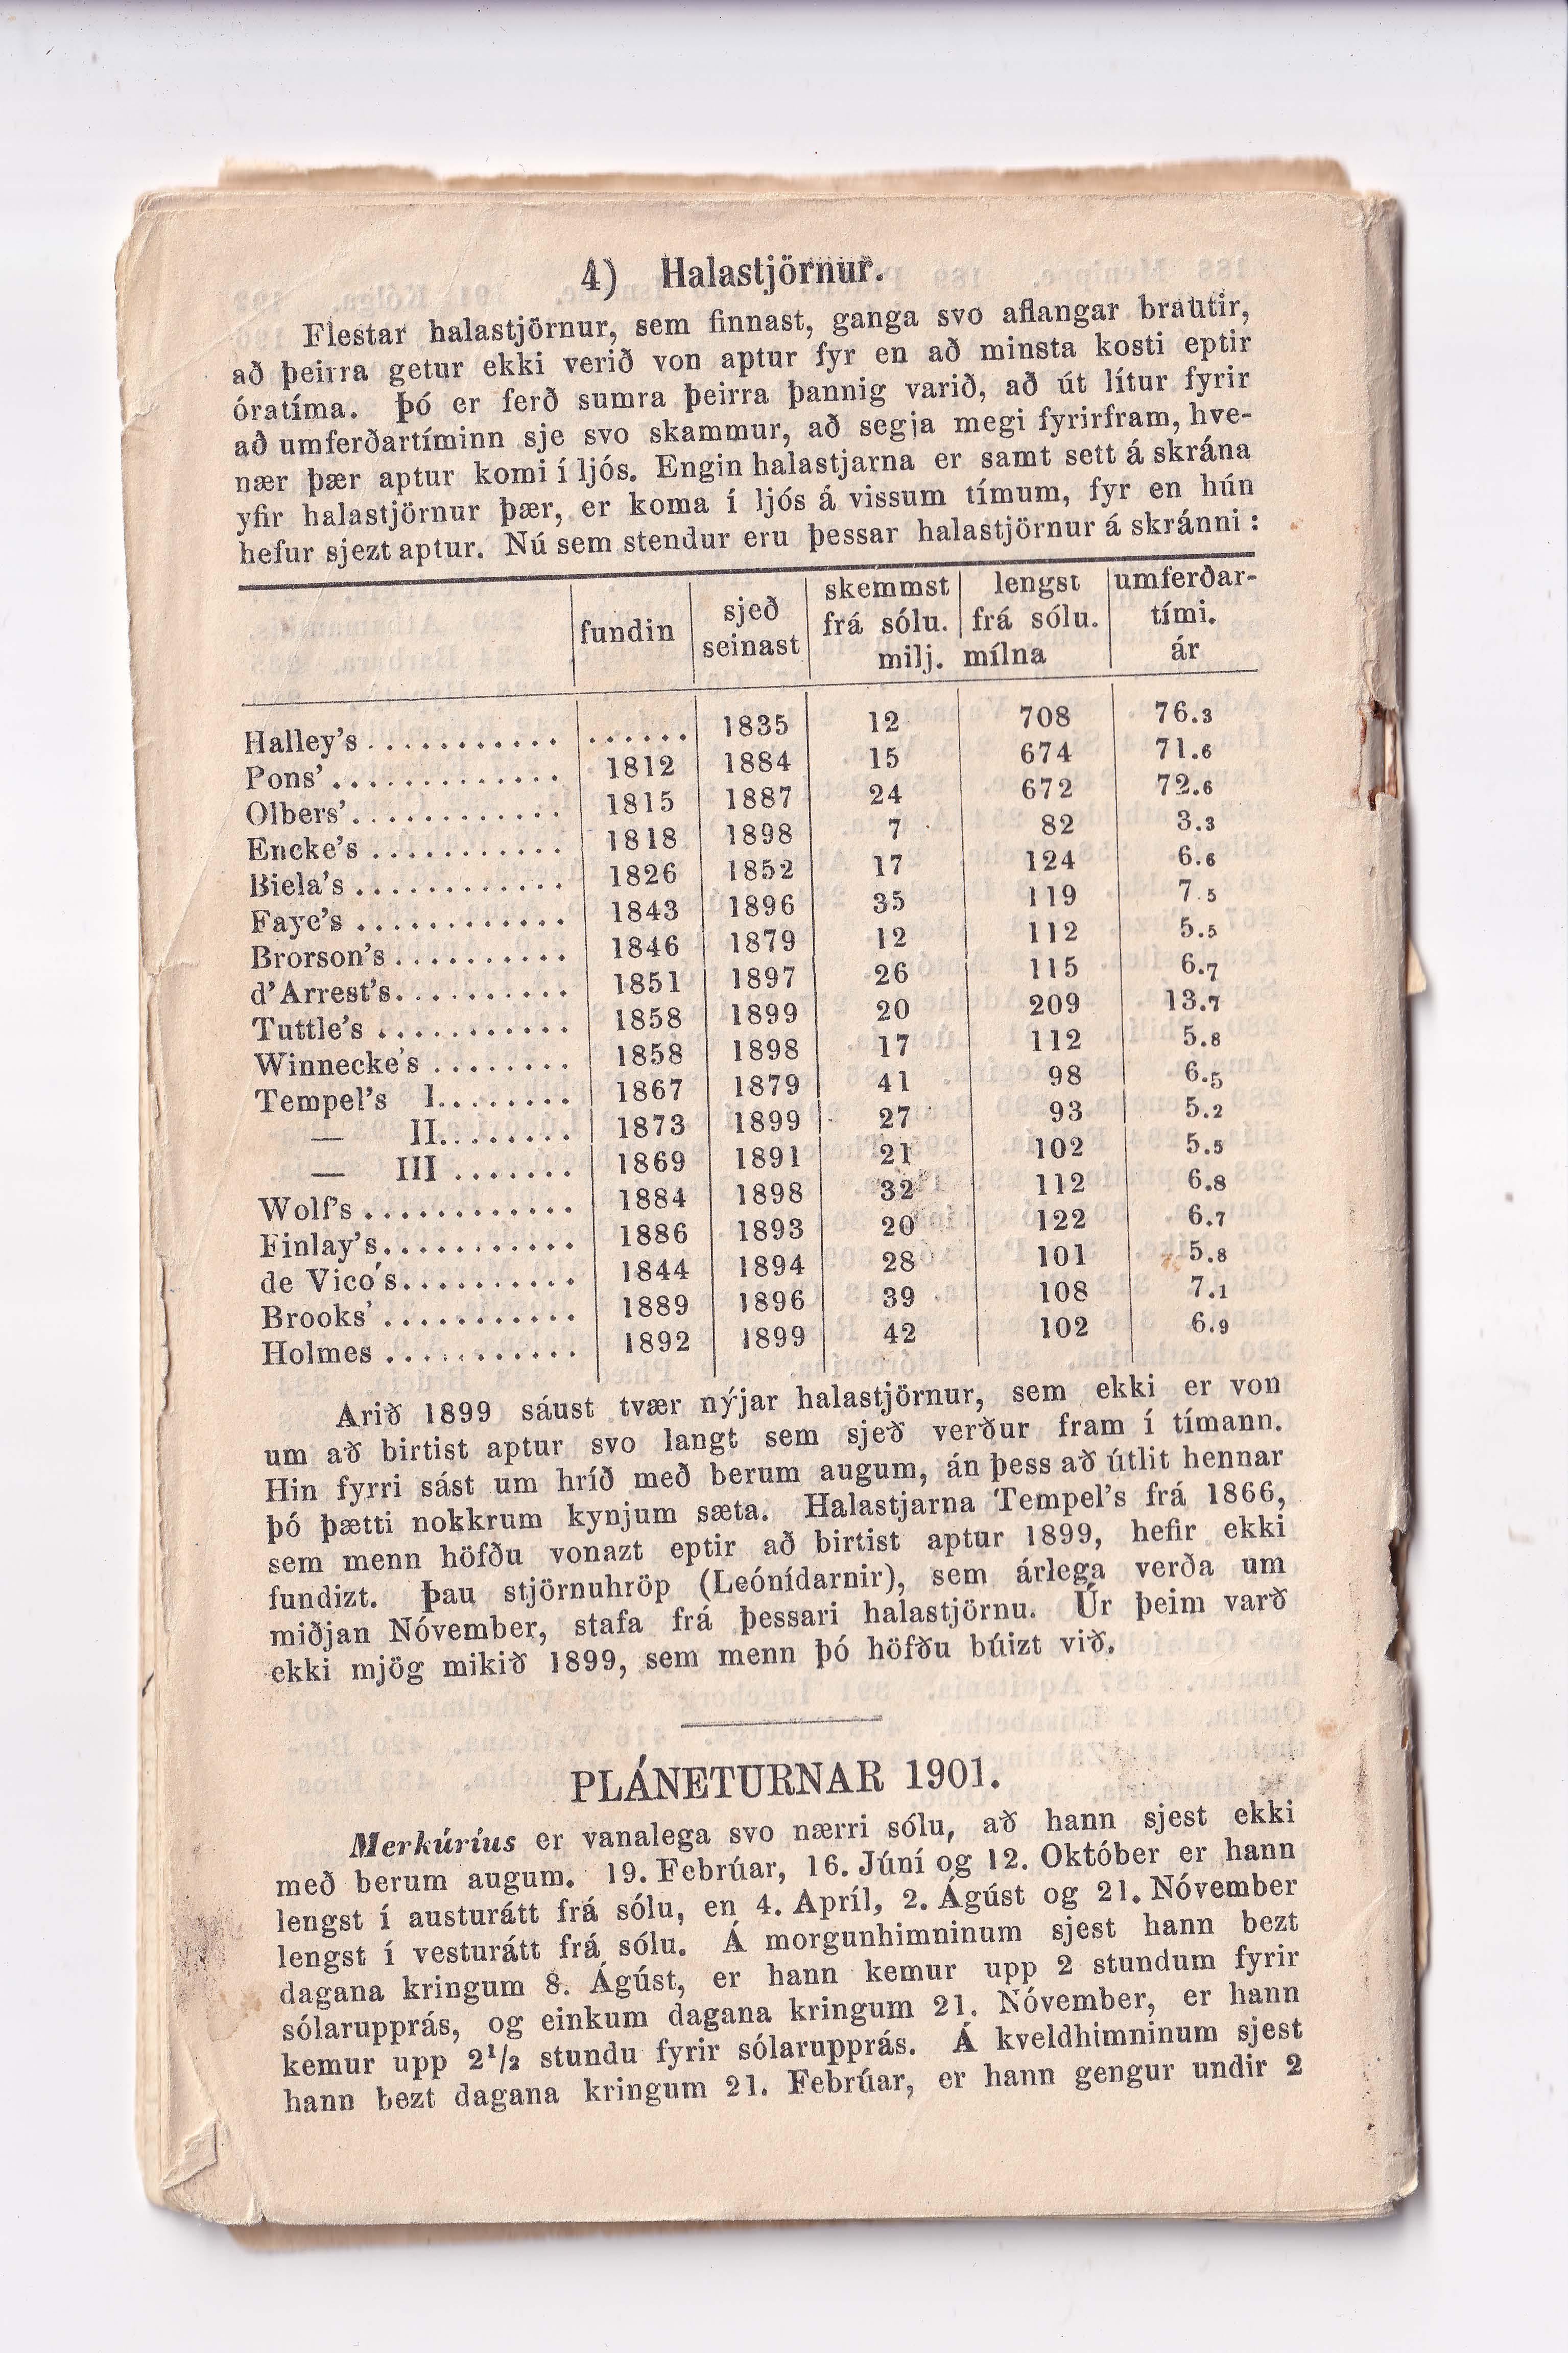 4) Halastjörnur.
Flestar halastjörnur, sem finnast, ganga svo aflangar brautir,
að þeirra getur ekki verið von aptur fyr en að minsta kosti eptir
óratíma. Þó er ferð sumra þeirra þannig varið, að út lítur fyrir
að umferðartíminn sje svo skammur, að segja megi fyrirfram, hve-
nær þær aptur komi í ljós. Engin halastjarna er samt sett á skrána
yfir halastjörnur þær, er koma í ljós á vissum tímum, fyr en hún
hefur sjezt aptur. Nú sem stendur eru þessar halastjörnur á skránni:
fundin sjeð seinast skemmst frá sólu. lengst frá sólu. umferðar-tími.
milj. mílna ár
Halley's........... ...... 1835 12 708 76.3
Pons'............. 1812 1884 15 674 71.6
Olbers'............ 1815 1887 24 672 72.6
Encke's ........... 1818 1898 7 82 3.3
Biela's ............ 1826 1852 17 124 6.6
Faye's ............ 1843 1896 35 119 7.5
Brorson's.......... 1846 1879 12 112 5.5
d'Arrest's.......... 1851 1897 26 115 6.7
Tuttle's ........... 1858 1899 20 209 13.7
Winnecke's ........ 1858 1898 17 112 5.8
Tempel's I........ 1867 1879 41 98 6.5
— II........ 1873 1899 27 93 5.2
— III ....... 1869 1891 21 102 5.5
Wolf's ............ 1884 1898 32 112 6.8
Finlay's........... 1886 1893 20 122 6.7
de Vico's.......... 1844 1894 28 101 5.8
Brooks' ........... 1889 1896 39 108 7.1
Holmes ........... 1892 1899 42 102 6.9
Arið 1899 sáust tvær nýjar halastjörnur, sem ekki er von
um að birtist aptur svo langt sem sjeð verður fram í tímann.
Hin fyrri sást um hríð með berum augum, án þess að útlit hennar
þó þætti nokkrum kynjum sæta. Halastjarna Tempel's frá 1866,
sem menn höfðu vonazt eptir að birtist aptur 1899, hefir ekki
fundizt. Þau stjörnuhröp (Leónídarnir), sem árlega verða um
miðjan Nóvember, stafa frá þessari halastjörnu. Úr þeim varð
ekki mjög mikið 1899, sem menn þó höfðu búizt við.
PLÁNETURNAR 1901.
Merkúríus er vanalega svo nærri sólu, að hann sjest ekki
með berum augum. 19. Febrúar, 16. Júní og 12. Október er hann
lengst í austurátt frá sólu, en 4. Apríl, 2. Ágúst og 21. Nóvember
lengst í vesturátt frá sólu. Á morgunhimninum sjest hann bezt
dagana kringum 8. Ágúst, er hann kemur upp 2 stundum fyrir
sólarupprás, og einkum dagana kringum 21. Nóvember, er hann
kemur upp 2¹/₂ stundu fyrir sólarupprás. Á kveldhimninum sjest
hann bezt dagana kringum 21. Febrúar, er hann gengur undir 2